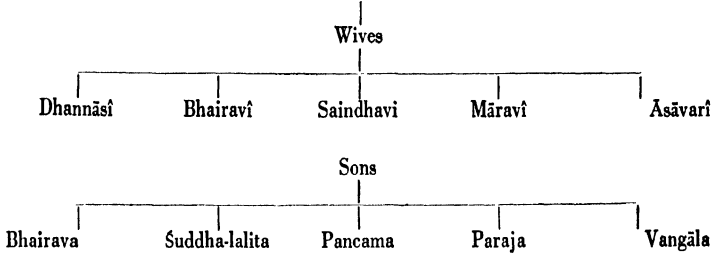 Wives
Dhannāsî Bhairavî Saindhavi Māravî Asāvarî
Sons
Bhairava Śuddha-lalita Pancama Paraja Vangāla